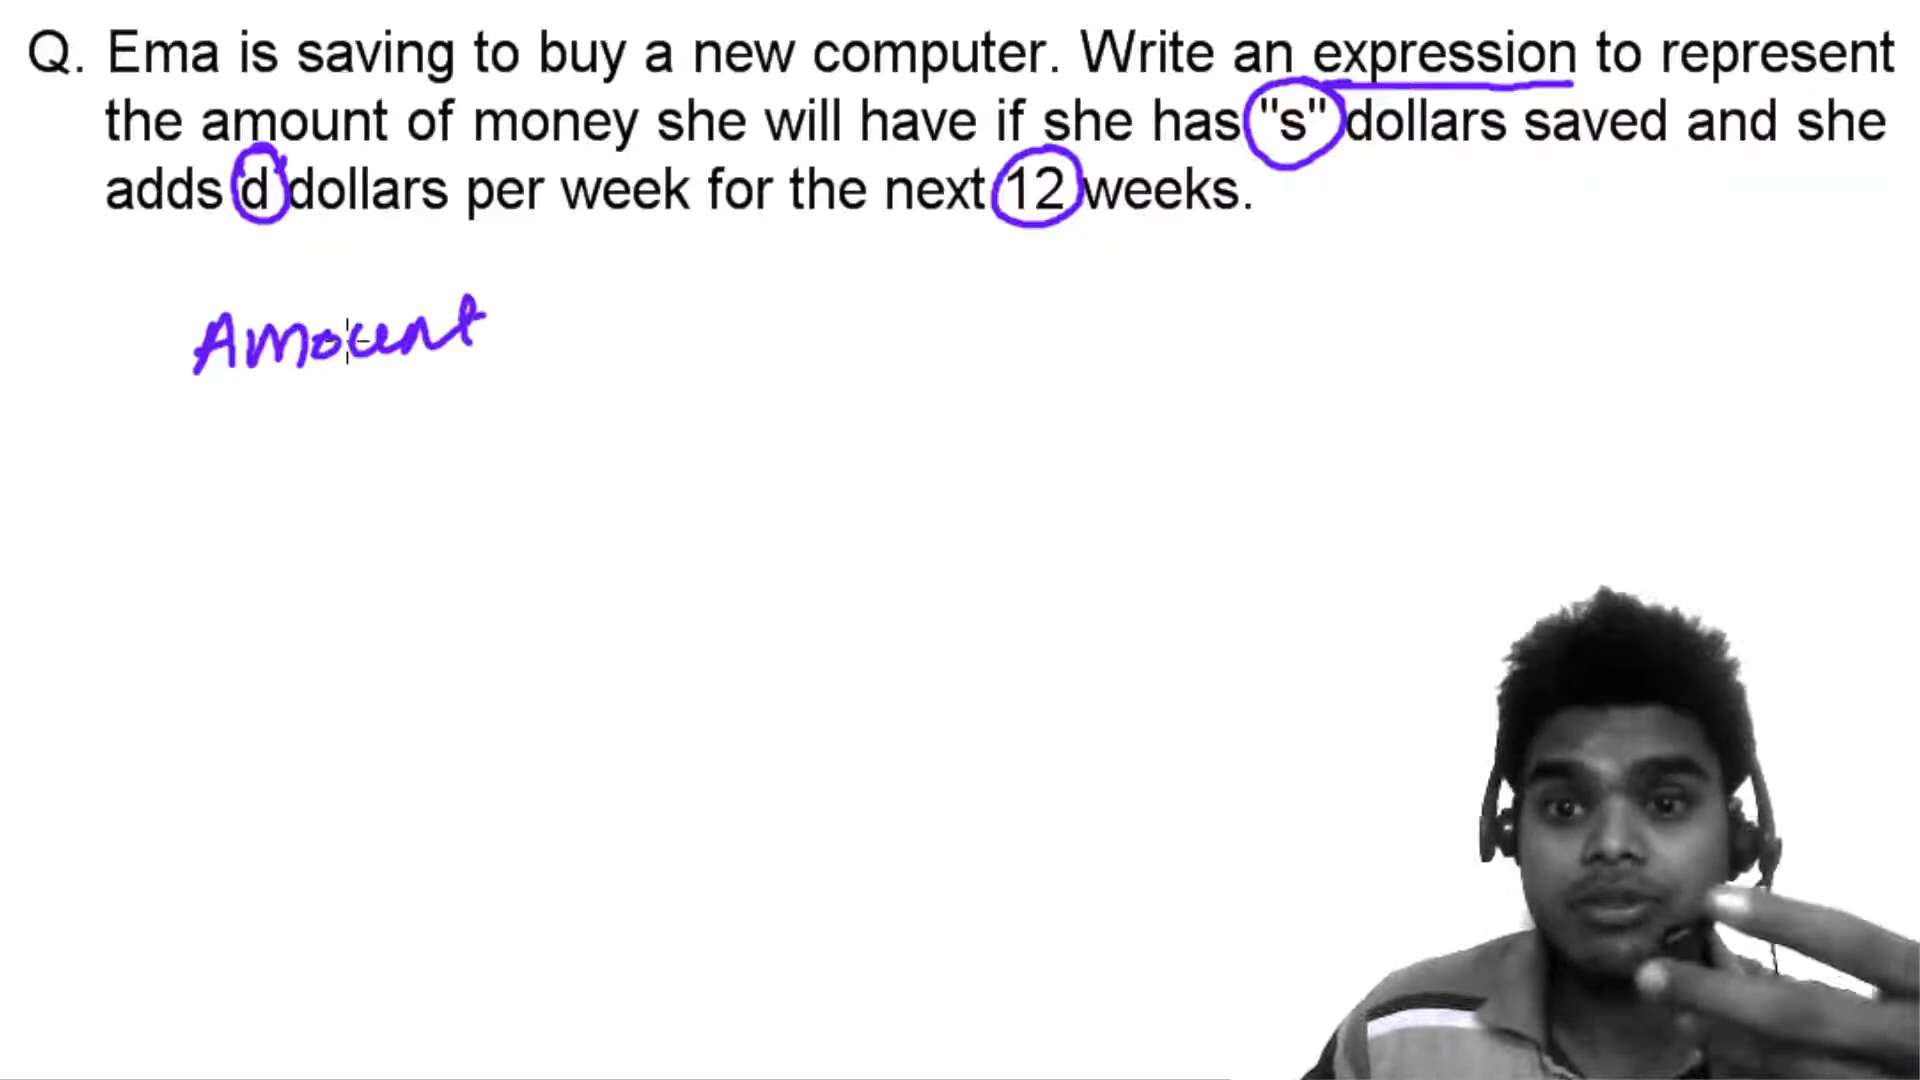 Q. Ema is saving to buy a new computer. Write an expression to represent
the amount of money she will have if she has "s" dollars saved and she
adds d dollars per week for the next 12 weeks.
Amount